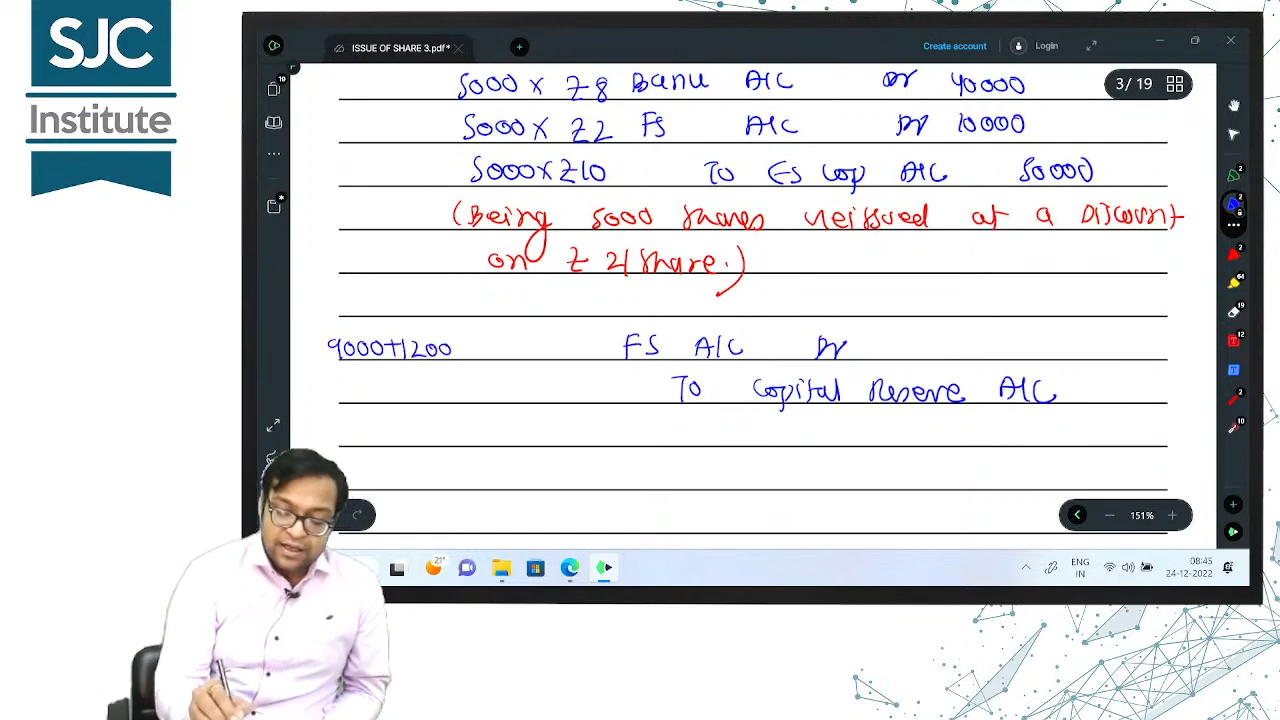 SJC
Institute
ISSUE OF SHARE 3.pdf*
Create account
Login
3 / 19
5000 x ₹8 Bank A/C Dr 40000
5000 x ₹2 FS A/C Dr 10000
5000 x ₹10 To ES Cap A/C 50000
(Being 5000 shares reissued at a Discount
on ₹ 2/share.)
9000+1200 FS A/C Dr
To Capital Reserve A/C
151%
21°
ENG
IN
08:45
24-12-2022